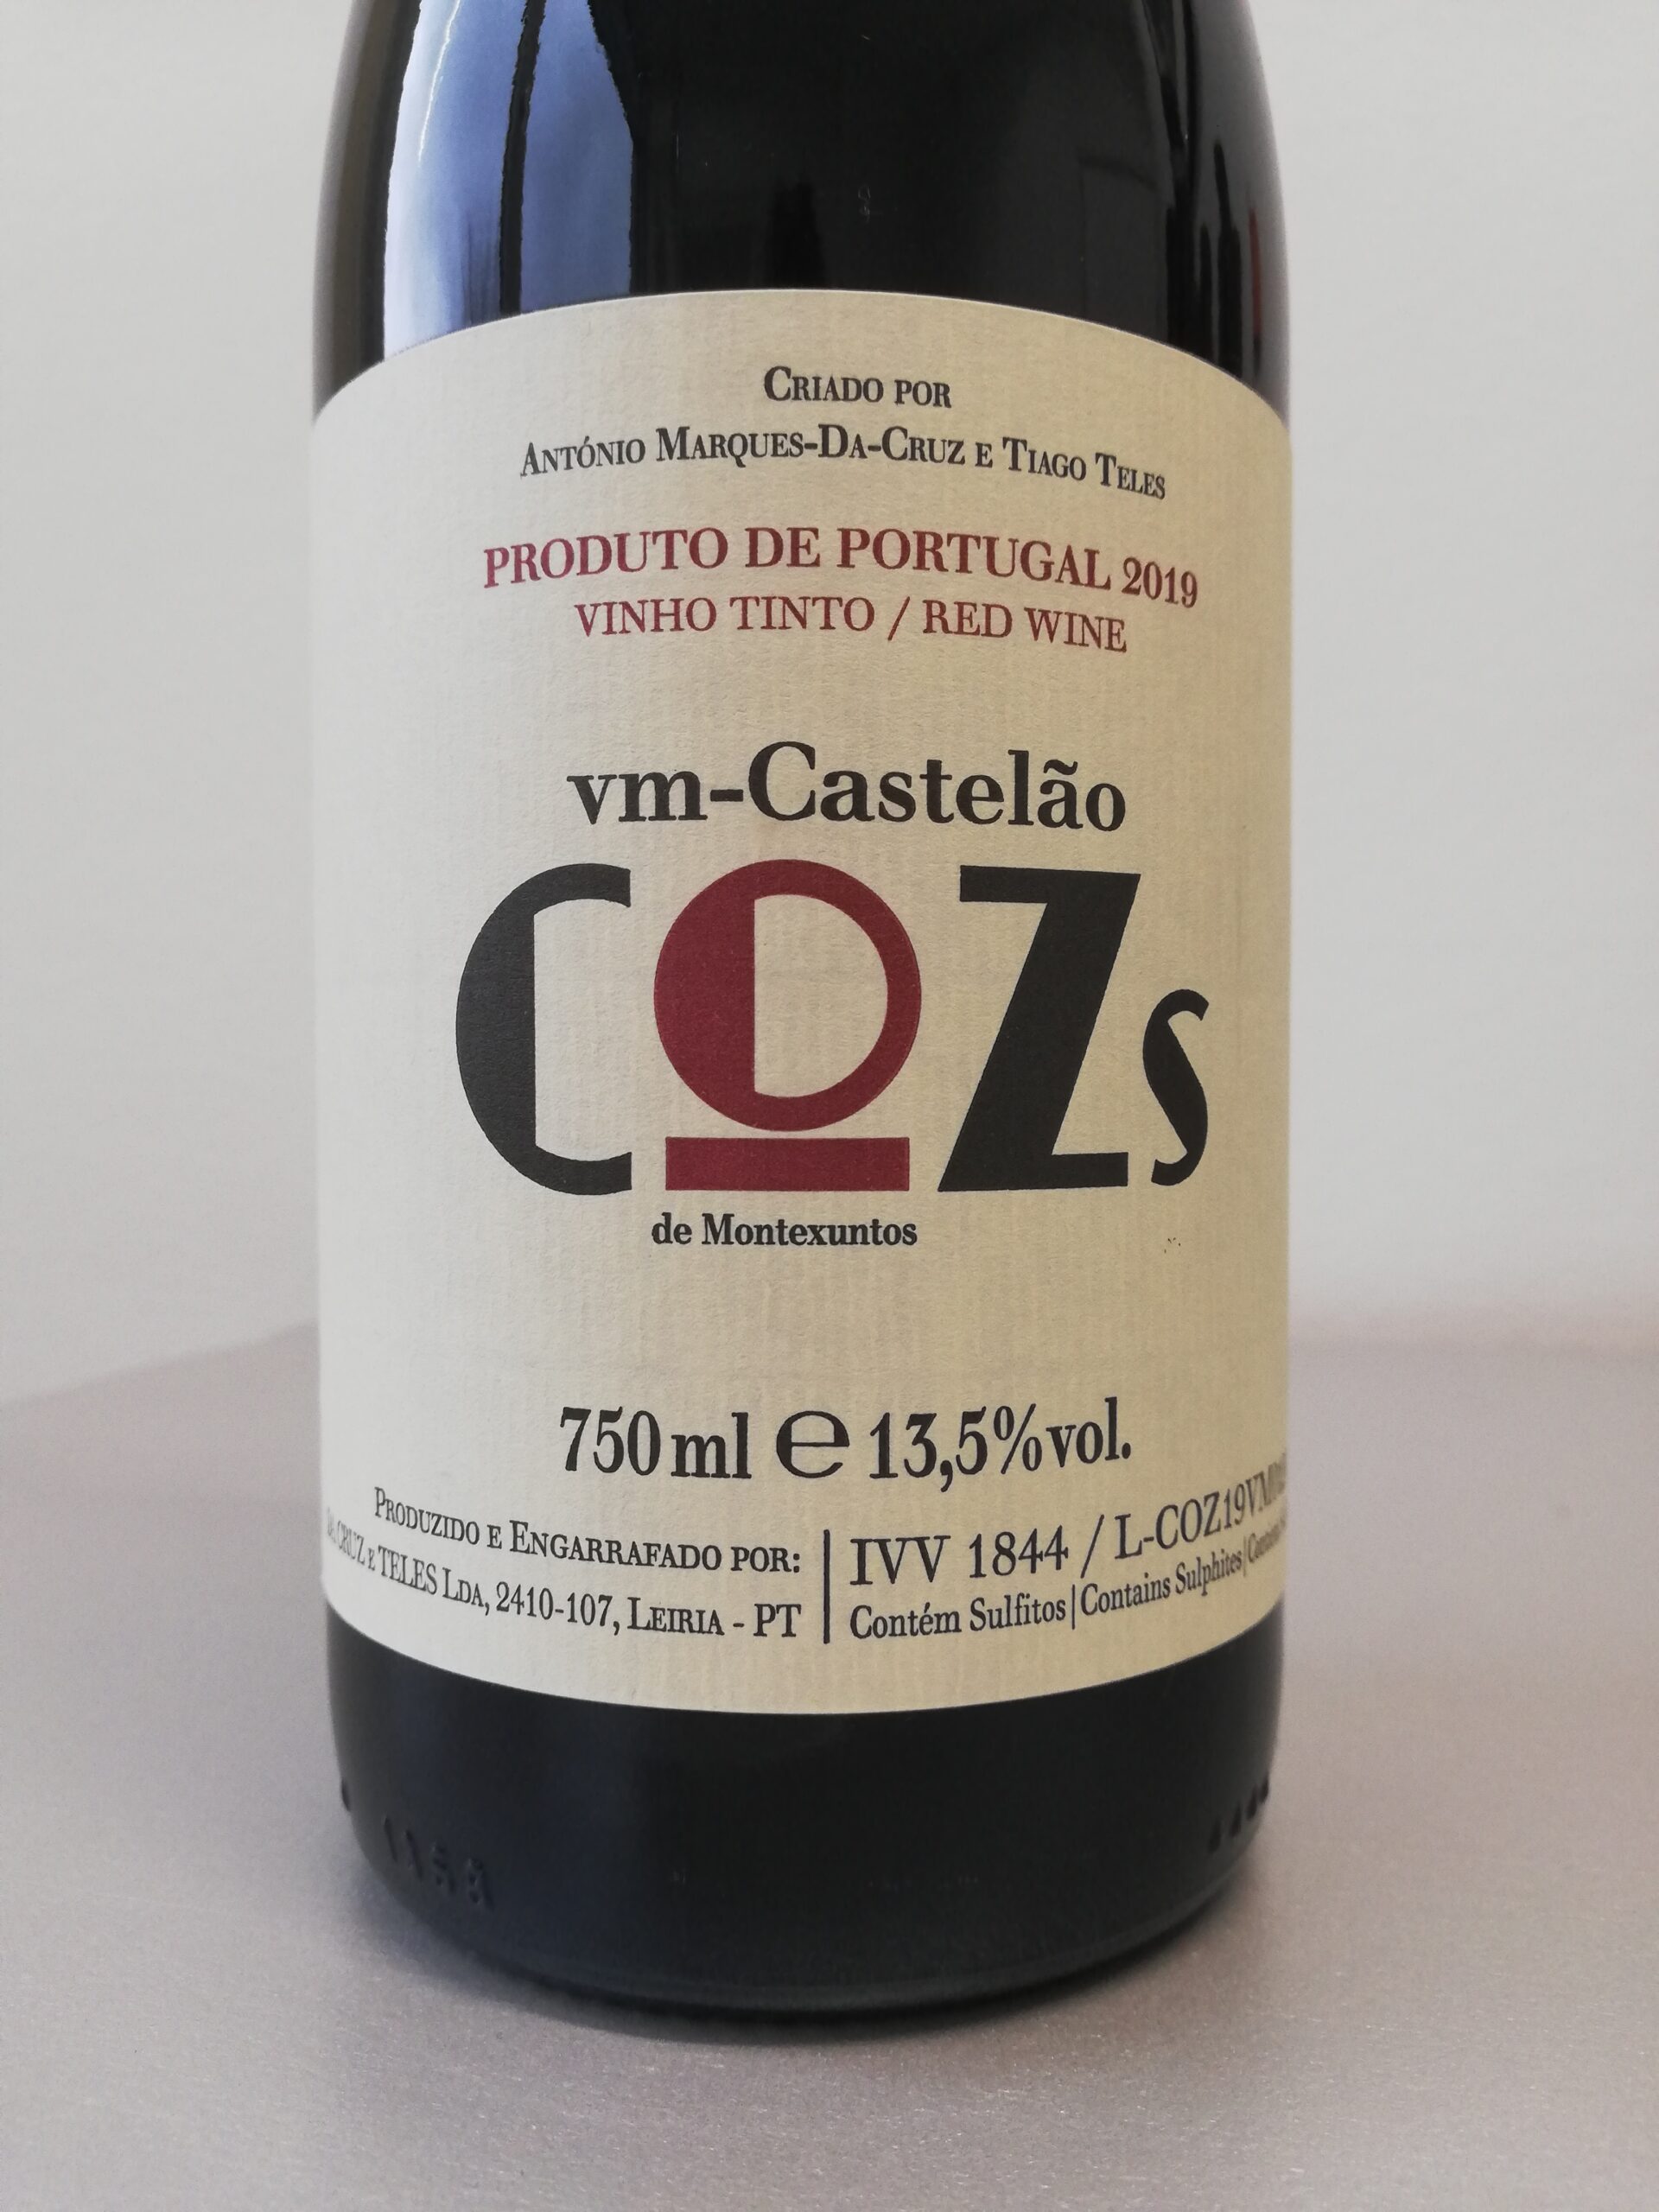 CRIADO POR
ANTÓNIO MARQUES-DA-CRUZ E TIAGO TELES
PRODUTO DE PORTUGAL 2019
VINHO TINTO / RED WINE
vm-Castelão
COZs
de Montexuntos
750 ml e 13,5% vol.
PRODUZIDO E ENGARRAFADO POR:
CRUZ E TELES LDA, 2410-107, LEIRIA - PT
IVV 1844 / L-COZ19VM
Contém Sulfitos | Contains Sulphites |